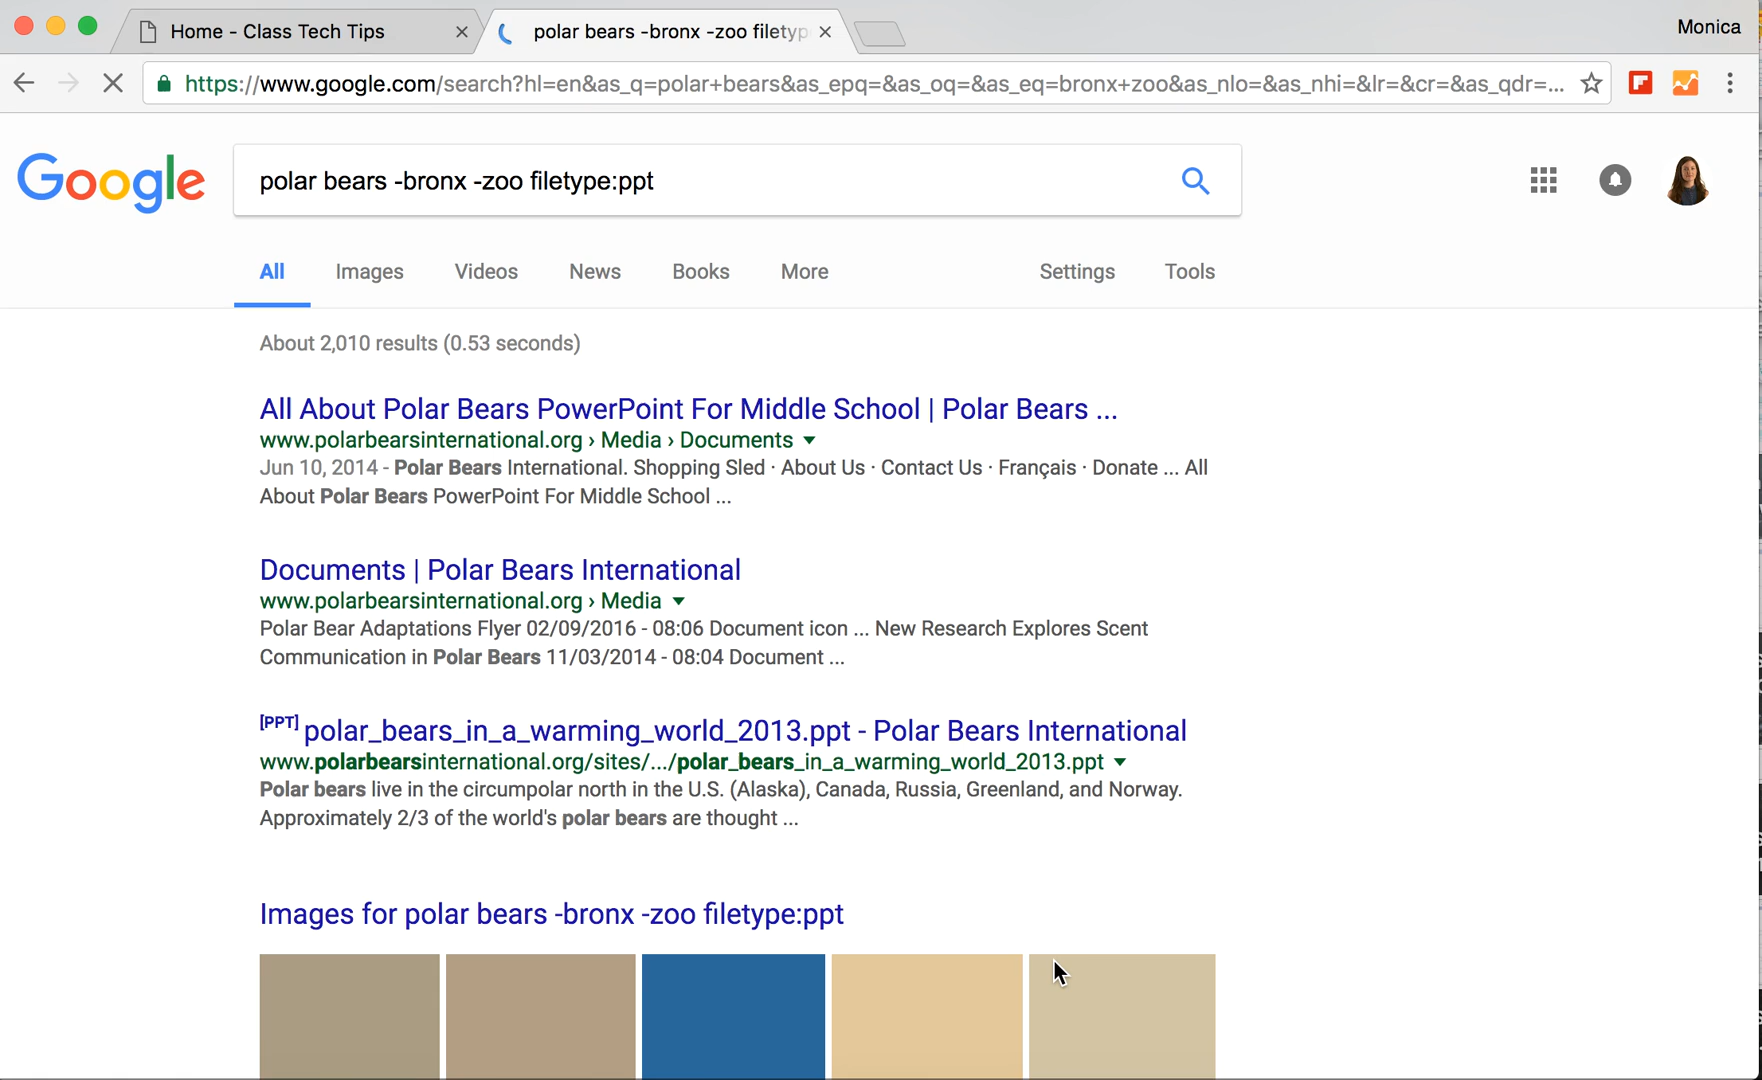 Home - Class Tech Tips
polar bears -bronx -zoo filetyp
Monica
https://www.google.com/search?hl=en&as_q=polar+bears&as_epq=&as_oq=&as_eq=bronx+zoo&as_nlo=&as_nhi=&lr=&cr=&as_qdr=...
Google
polar bears -bronx -zoo filetype:ppt
All Images Videos News Books More Settings Tools
About 2,010 results (0.53 seconds)
All About Polar Bears PowerPoint For Middle School | Polar Bears ...
www.polarbearsinternational.org › Media › Documents
Jun 10, 2014 - Polar Bears International. Shopping Sled · About Us · Contact Us · Français · Donate ... All
About Polar Bears PowerPoint For Middle School ...
Documents | Polar Bears International
www.polarbearsinternational.org › Media
Polar Bear Adaptations Flyer 02/09/2016 - 08:06 Document icon ... New Research Explores Scent
Communication in Polar Bears 11/03/2014 - 08:04 Document ...
[PPT] polar_bears_in_a_warming_world_2013.ppt - Polar Bears International
www.polarbearsinternational.org/sites/.../polar_bears_in_a_warming_world_2013.ppt
Polar bears live in the circumpolar north in the U.S. (Alaska), Canada, Russia, Greenland, and Norway.
Approximately 2/3 of the world's polar bears are thought ...
Images for polar bears -bronx -zoo filetype:ppt